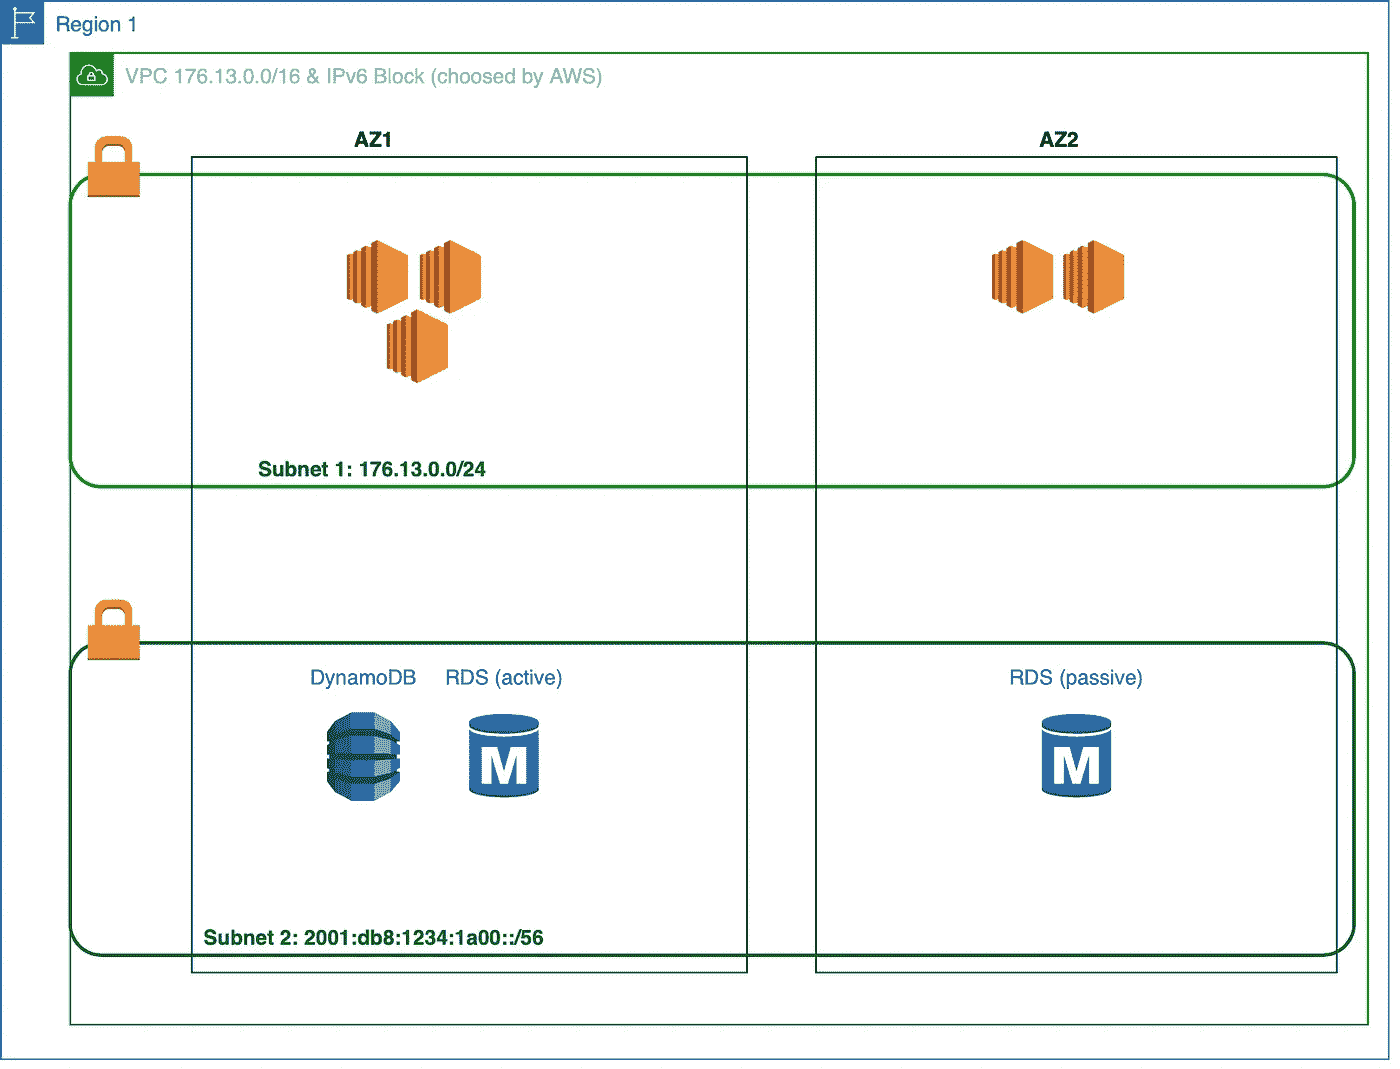 Region 1
VPC 176.13.0.0/16 & IPv6 Block (choosed by AWS)
AZ1
AZ2
Subnet 1: 176.13.0.0/24
DynamoDB
RDS (active)
RDS (passive)
M
M
Subnet 2: 2001:db8:1234:1a00::/56